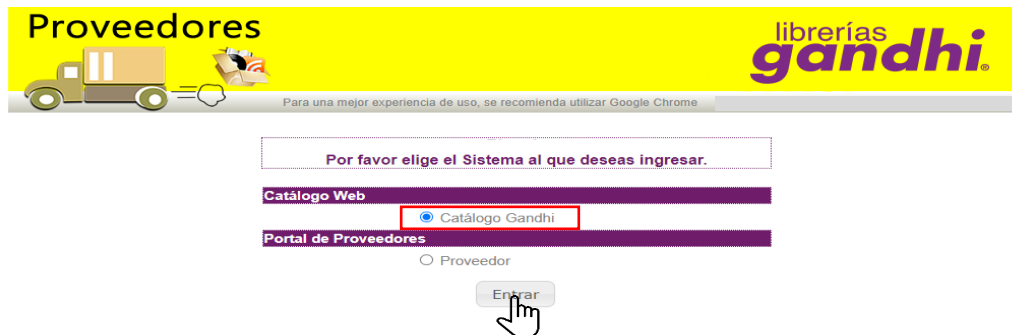 Proveedores
librerías
gandhi®
Para una mejor experiencia de uso, se recomienda utilizar Google Chrome
Por favor elige el Sistema al que deseas ingresar.
Catálogo Web
Catálogo Gandhi
Portal de Proveedores
Proveedor
Entrar